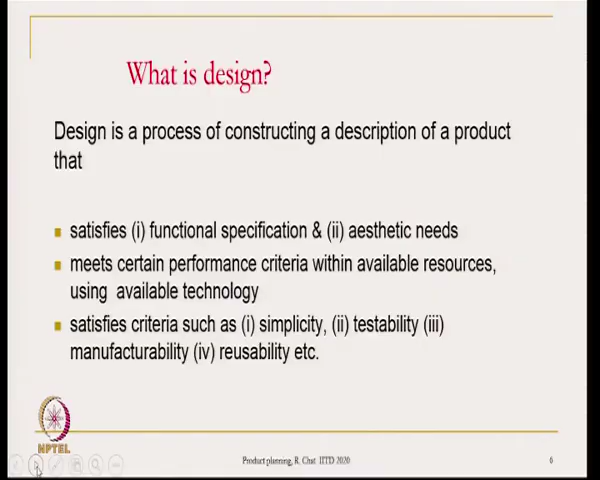 6
What is design?
Design is a process of constructing a description of a product
that
satisfies (i) functional specification & (ii) aesthetic needs
meets certain performance criteria within available resources,
using available technology
satisfies criteria such as (i) simplicity, (ii) testability (iii)
manufacturability (iv) reusability etc.
NPTEL
Product planning, R. Chat IITD 2020
6